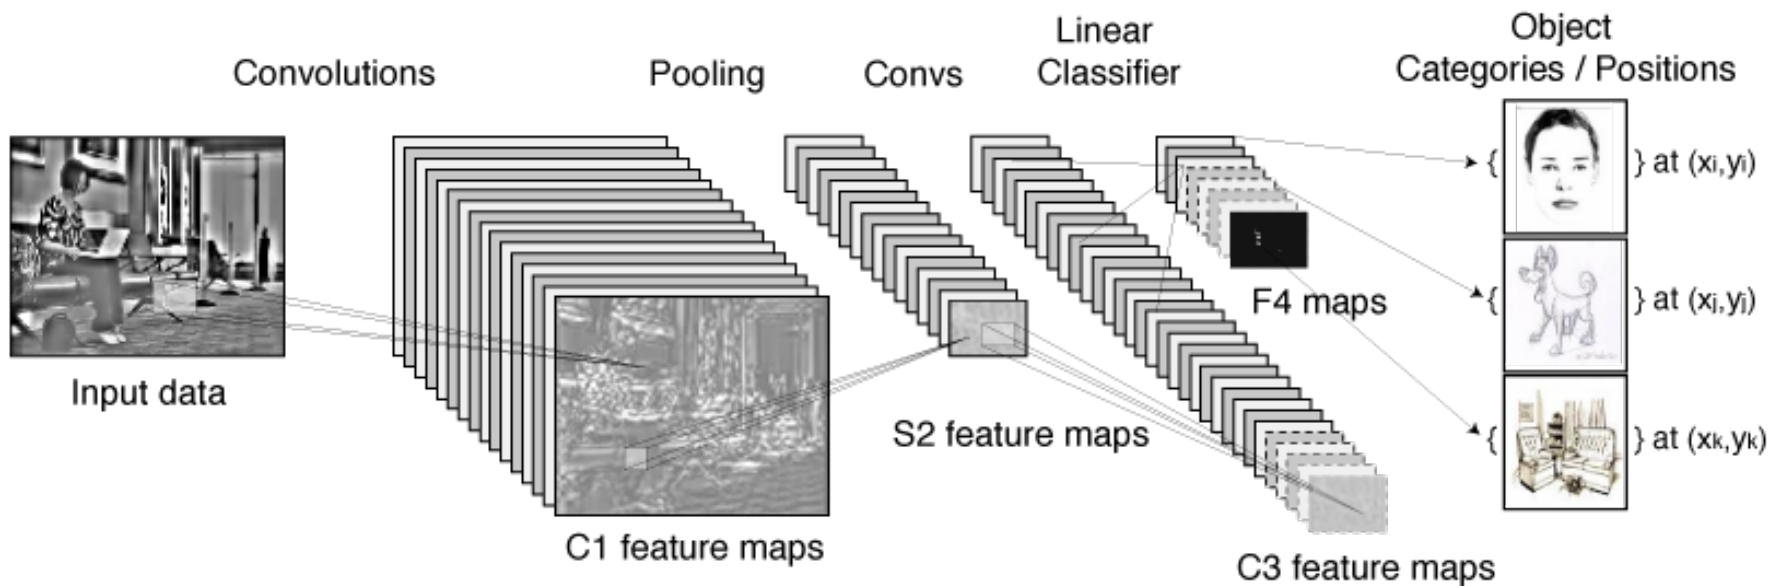 Convolutions
Pooling
Convs
Linear
Classifier
Object
Categories / Positions
{ } at (xi,yi)
{ } at (xj,yj)
{ } at (xk,yk)
Input data
C1 feature maps
S2 feature maps
C3 feature maps
F4 maps